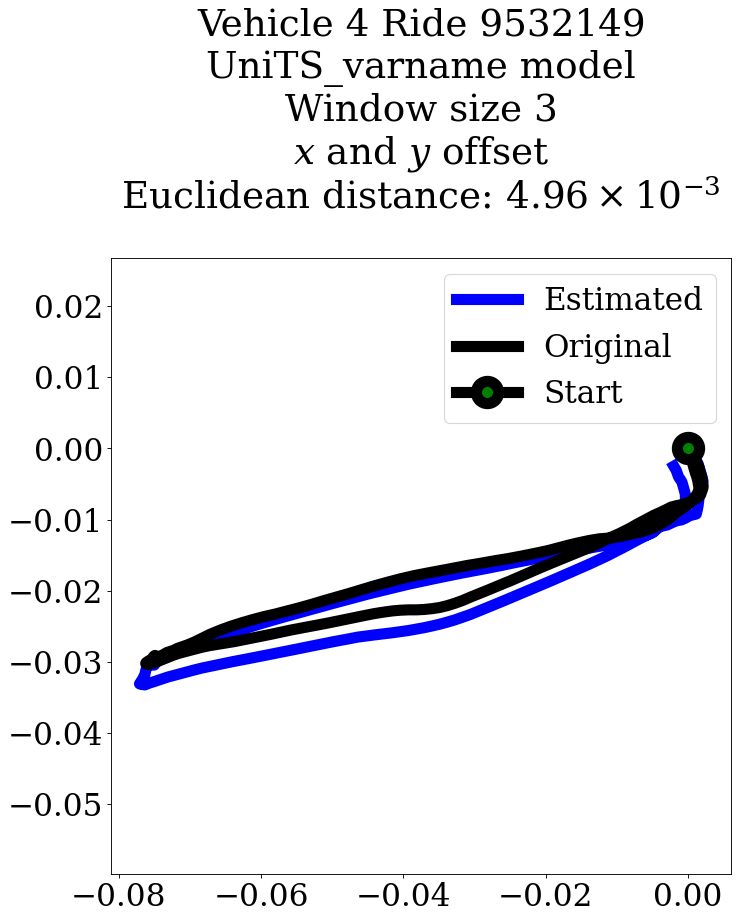 Vehicle 4 Ride 9532149
UniTS_varname model
Window size 3
x and y offset
Euclidean distance: 4.96 × 10⁻³
Estimated
Original
Start
0.02
0.01
0.00
−0.01
−0.02
−0.03
−0.04
−0.05
−0.08 −0.06 −0.04 −0.02 0.00